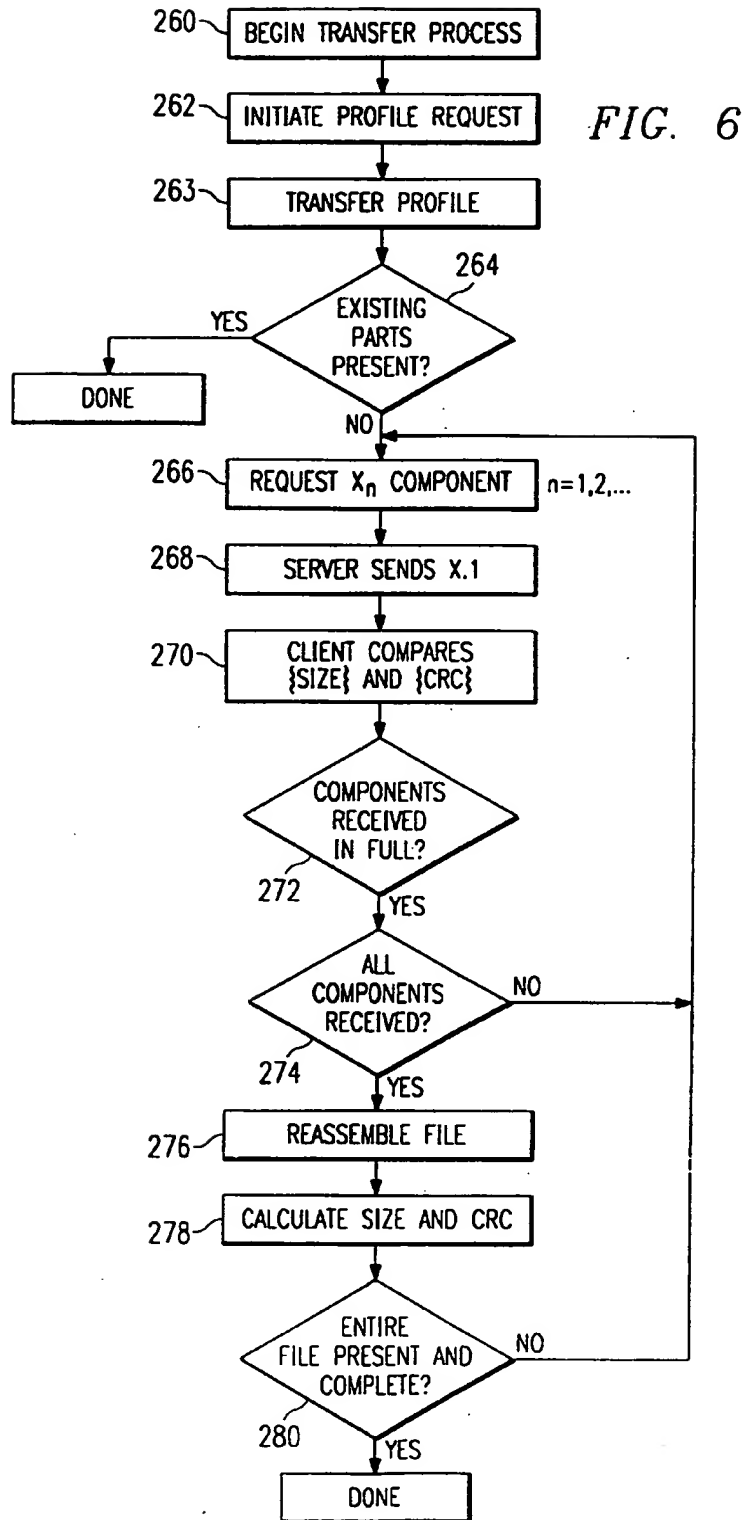 260
BEGIN TRANSFER PROCESS
262
INITIATE PROFILE REQUEST
FIG. 6
263
TRANSFER PROFILE
264
EXISTING
PARTS
PRESENT?
YES
DONE
NO
266
REQUEST Xn COMPONENT
n=1,2,...
268
SERVER SENDS X.1
270
CLIENT COMPARES
{SIZE} AND {CRC}
COMPONENTS
RECEIVED
IN FULL?
272
YES
ALL
COMPONENTS
RECEIVED?
NO
274
YES
276
REASSEMBLE FILE
278
CALCULATE SIZE AND CRC
ENTIRE
FILE PRESENT AND
COMPLETE?
NO
280
YES
DONE